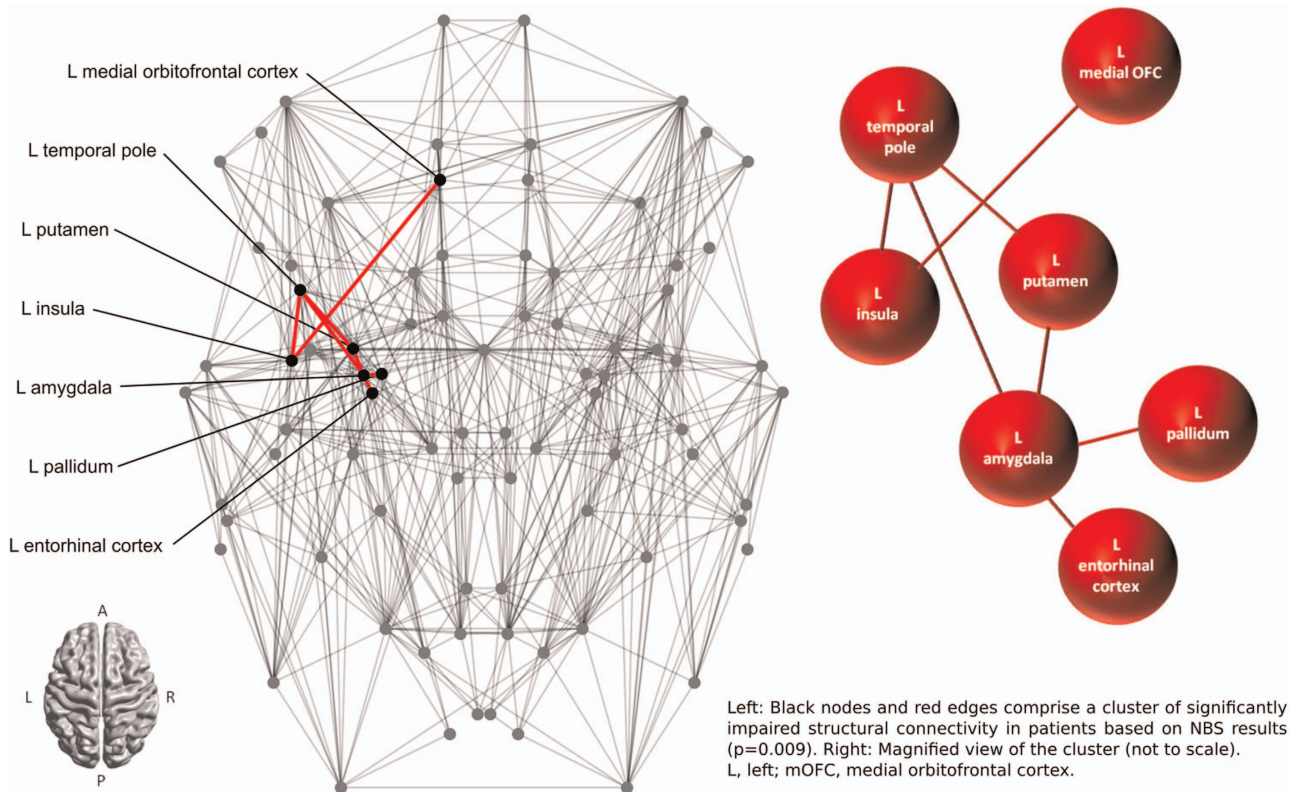 L medial orbitofrontal cortex
L temporal pole
L putamen
L insula
L amygdala
L pallidum
L entorhinal cortex
A
L
R
P
L
medial OFC
L
temporal
pole
L
putamen
L
insula
L
amygdala
L
pallidum
L
entorhinal
cortex
Left: Black nodes and red edges comprise a cluster of significantly
impaired structural connectivity in patients based on NBS results
(p=0.009). Right: Magnified view of the cluster (not to scale).
L, left; mOFC, medial orbitofrontal cortex.